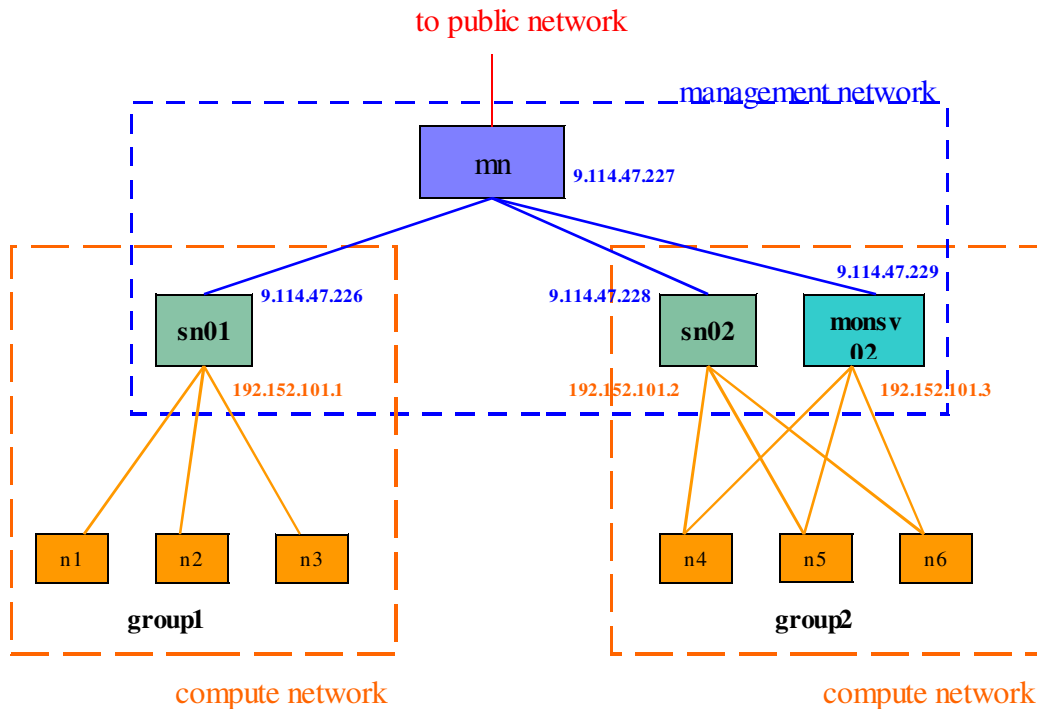 to public network
management network
mn
9.114.47.227
9.114.47.229
9.114.47.226
9.114.47.228
sn01
sn02
monsv
02
192.152.101.1
192.152.101.2
192.152.101.3
n1
n2
n3
n4
n5
n6
group1
group2
compute network
compute network